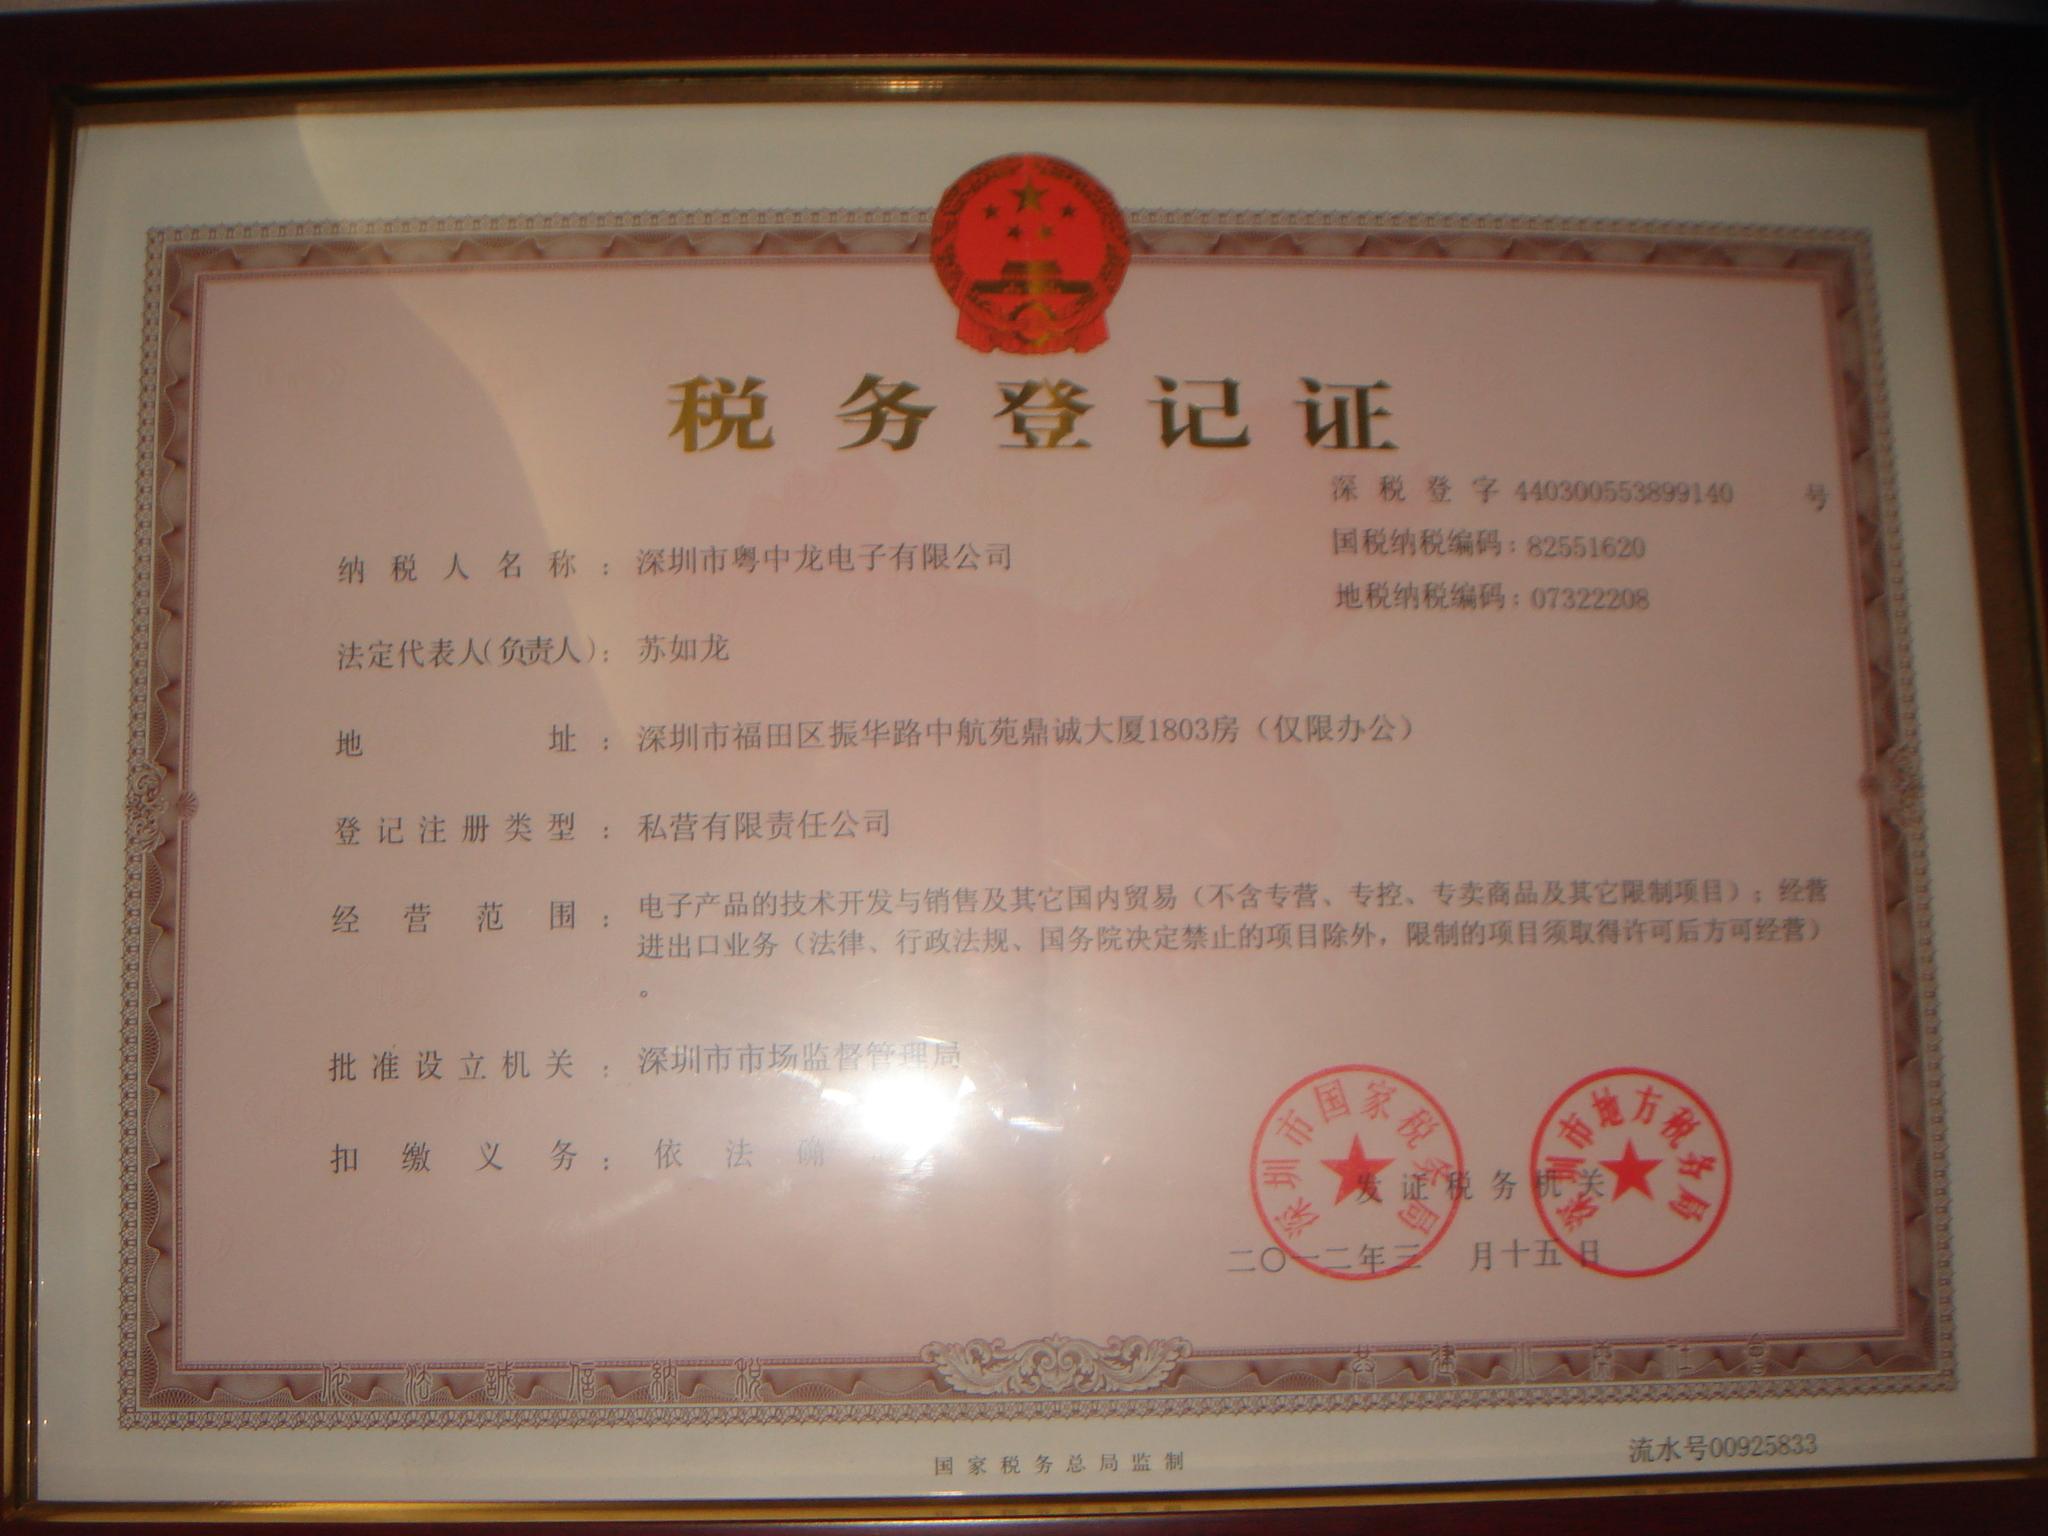 税务登记证
深税登字 440300553899140 号
国税纳税编码：82551620
地税纳税编码：07322208
纳税人名称：深圳市粤中龙电子有限公司
法定代表人(负责人)：苏如龙
地址：深圳市福田区振华路中航苑鼎诚大厦1803房（仅限办公）
登记注册类型：私营有限责任公司
经营范围：电子产品的技术开发与销售及其它国内贸易（不含专营、专控、专卖商品及其它限制项目）；经营
进出口业务（法律、行政法规、国务院决定禁止的项目除外，限制的项目须取得许可后方可经营）
。
批准设立机关：深圳市市场监督管理局
扣缴义务：依法确
深圳市国家税务局
深圳市地方税务局
发证税务机关
二〇一二年三 月十五日
依法誠信納税
共建小康社會
国家税务总局监制
流水号00925833